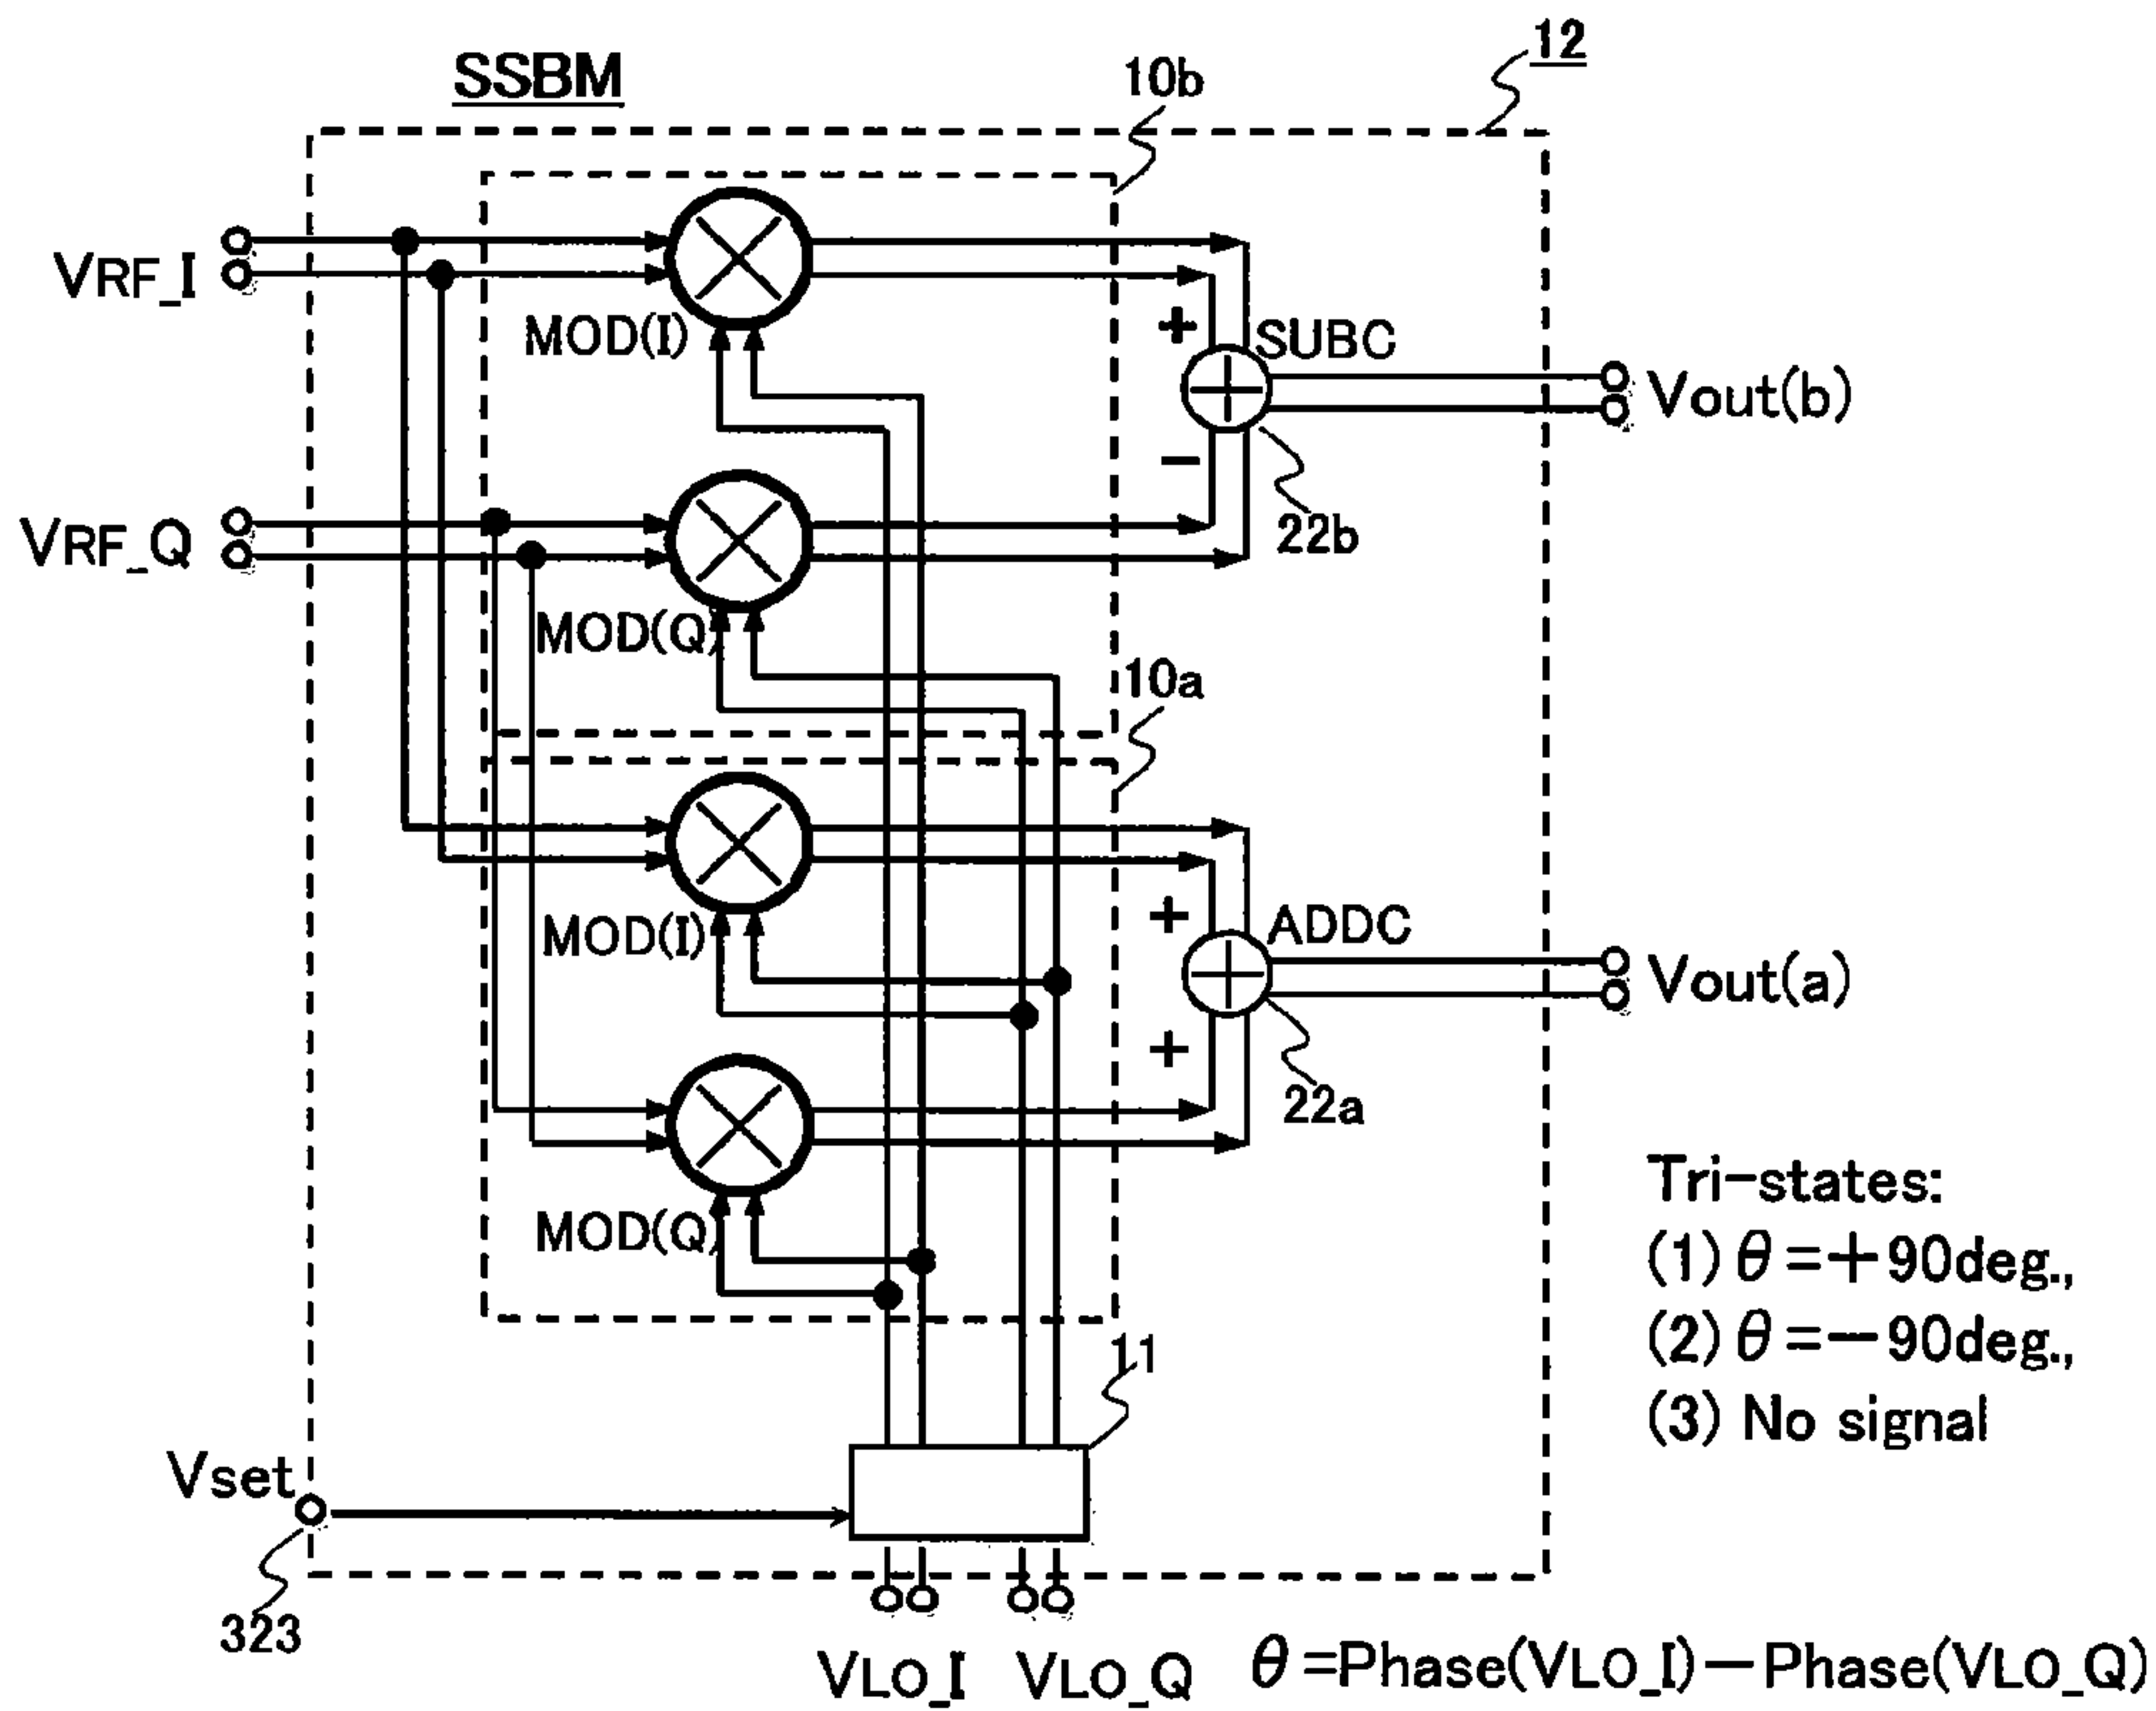 SSBM
12
10b
VRF_I
MOD(I)
+
SUBC
Vout(b)
−
22b
VRF_Q
MOD(Q)
10a
MOD(I)
+
ADDC
Vout(a)
+
22a
MOD(Q)
Tri-states:
(1) θ=+90deg.,
(2) θ=−90deg.,
(3) No signal
11
Vset
323
VLO_I
VLO_Q
θ=Phase(VLO_I)−Phase(VLO_Q)